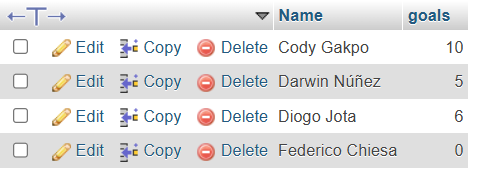 Name goals
Edit Copy Delete Cody Gakpo 10
Edit Copy Delete Darwin Núñez 5
Edit Copy Delete Diogo Jota 6
Edit Copy Delete Federico Chiesa 0